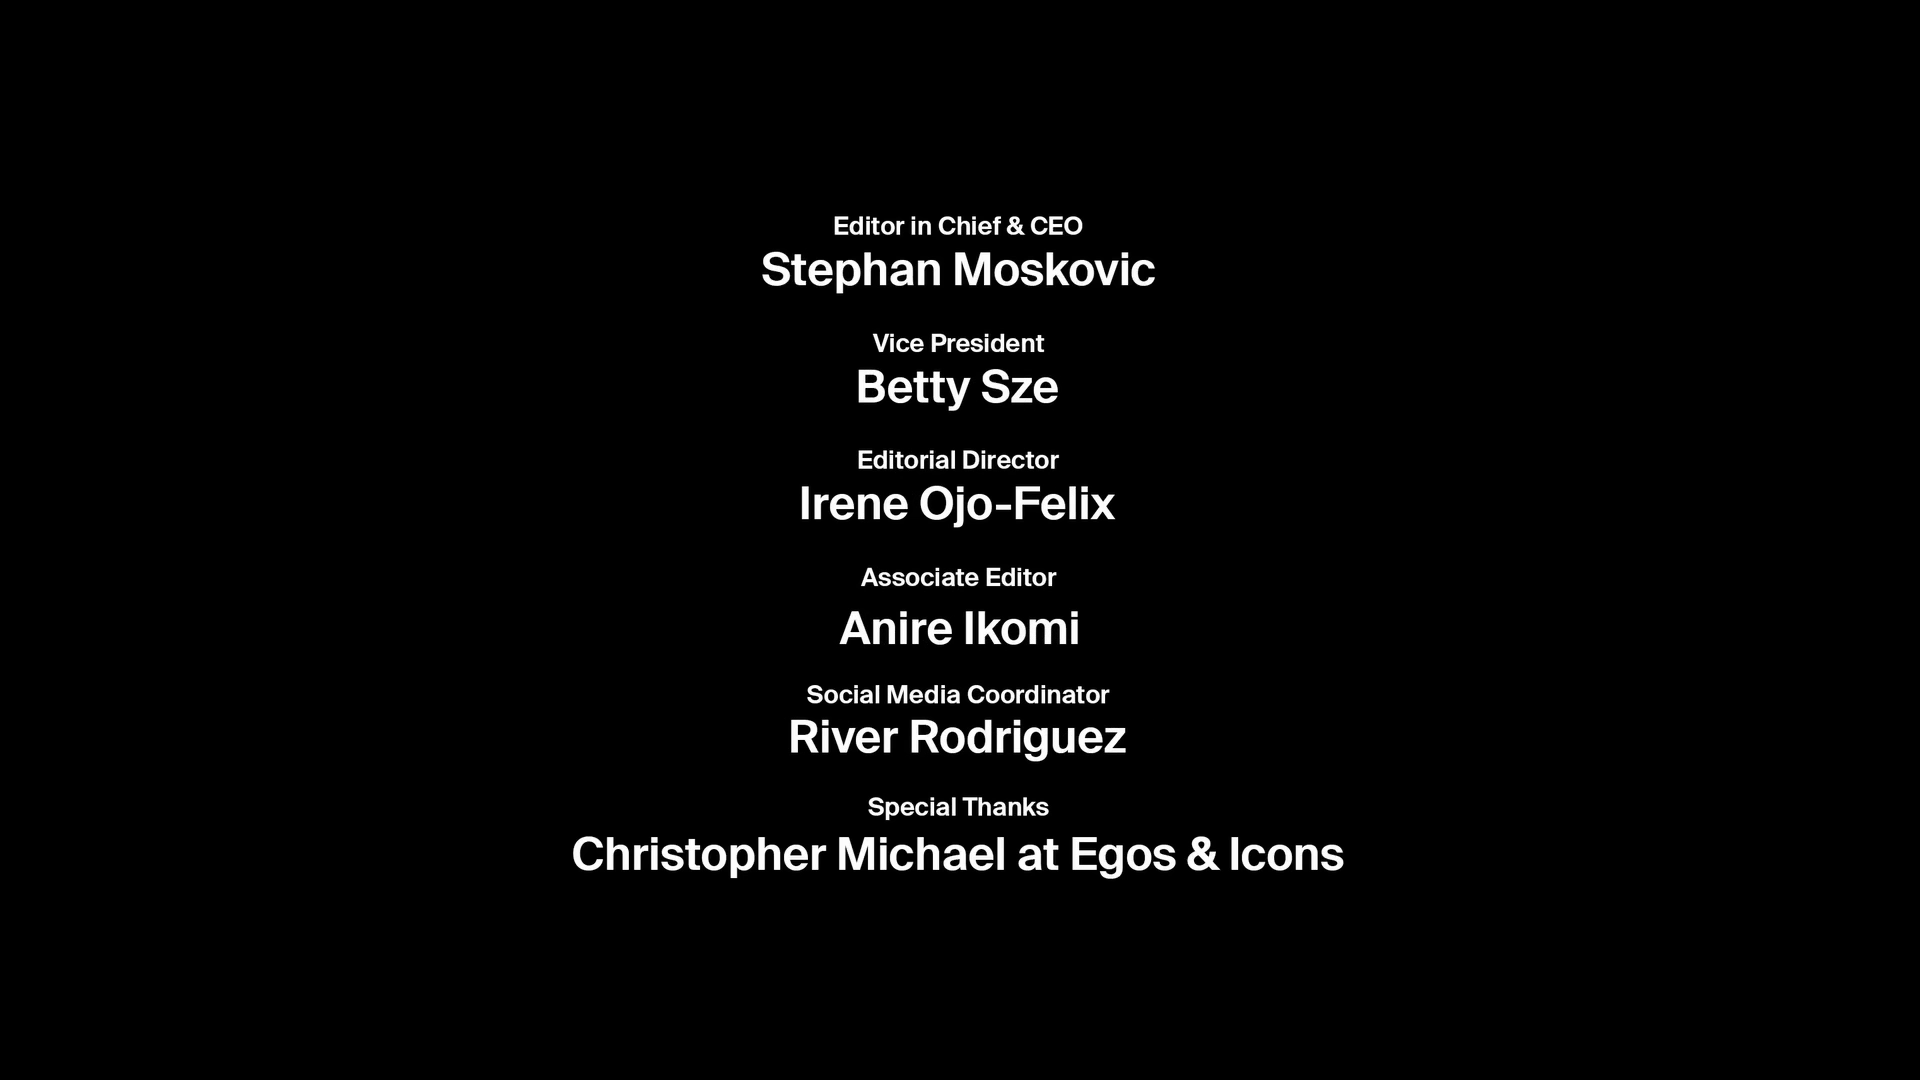 Editor in Chief & CEO
Stephan Moskovic
Vice President
Betty Sze
Editorial Director
Irene Ojo-Felix
Associate Editor
Anire Ikomi
Social Media Coordinator
River Rodriguez
Special Thanks
Christopher Michael at Egos & Icons